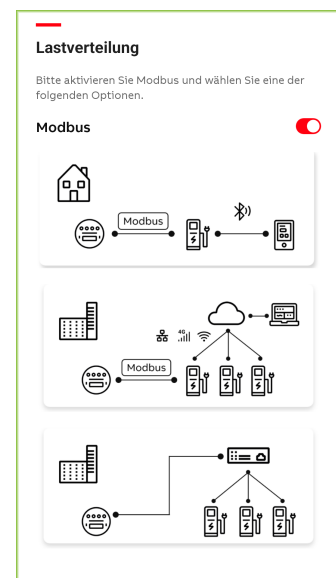 Lastverteilung
Bitte aktivieren Sie Modbus und wählen Sie eine der
folgenden Optionen.
Modbus
Modbus
4G
Modbus